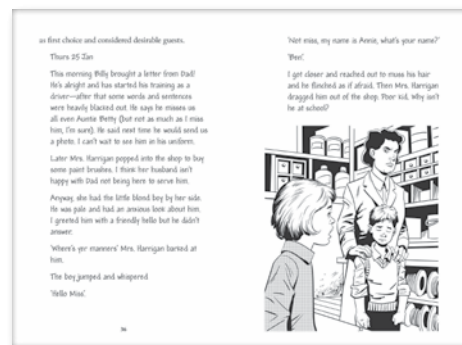 as first choice and considered desirable guests.
Thurs 25 Jan
This morning Billy brought a letter from Dad!
He's alright and has started his training as a
driver—after that some words and sentences
were heavily blacked out. He says he misses us
all even Auntie Betty (but not as much as I miss
him, I'm sure). He said next time he would send us
a photo. I can't wait to see him in his uniform.
Later Mrs. Harrigan popped into the shop to buy
some paint brushes. I think her husband isn't
happy with Dad not being here to serve him.
Anyway, she had the little blond boy by her side.
He was pale and had an anxious look about him.
I greeted him with a friendly hello but he didn't
answer.
'Where's yer manners' Mrs. Harrigan barked at
him.
The boy jumped and whispered
'Hello Miss'.
'Not miss, my name is Annie, what's your name?'
'Ben'.
I got closer and reached out to muss his hair
and he flinched as if afraid. Then Mrs. Harrigan
dragged him out of the shop. Poor kid. Why isn't
he at school?